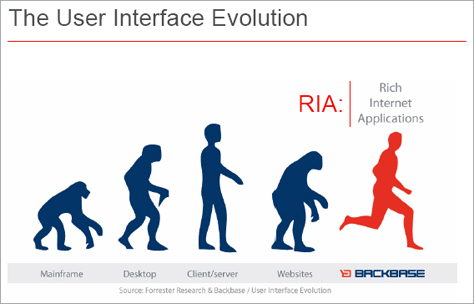 The User Interface Evolution
RIA:
Rich
Internet
Applications
Mainframe
Desktop
Client/server
Websites
BACKBASE
Source: Forrester Research & Backbase / User Interface Evolution